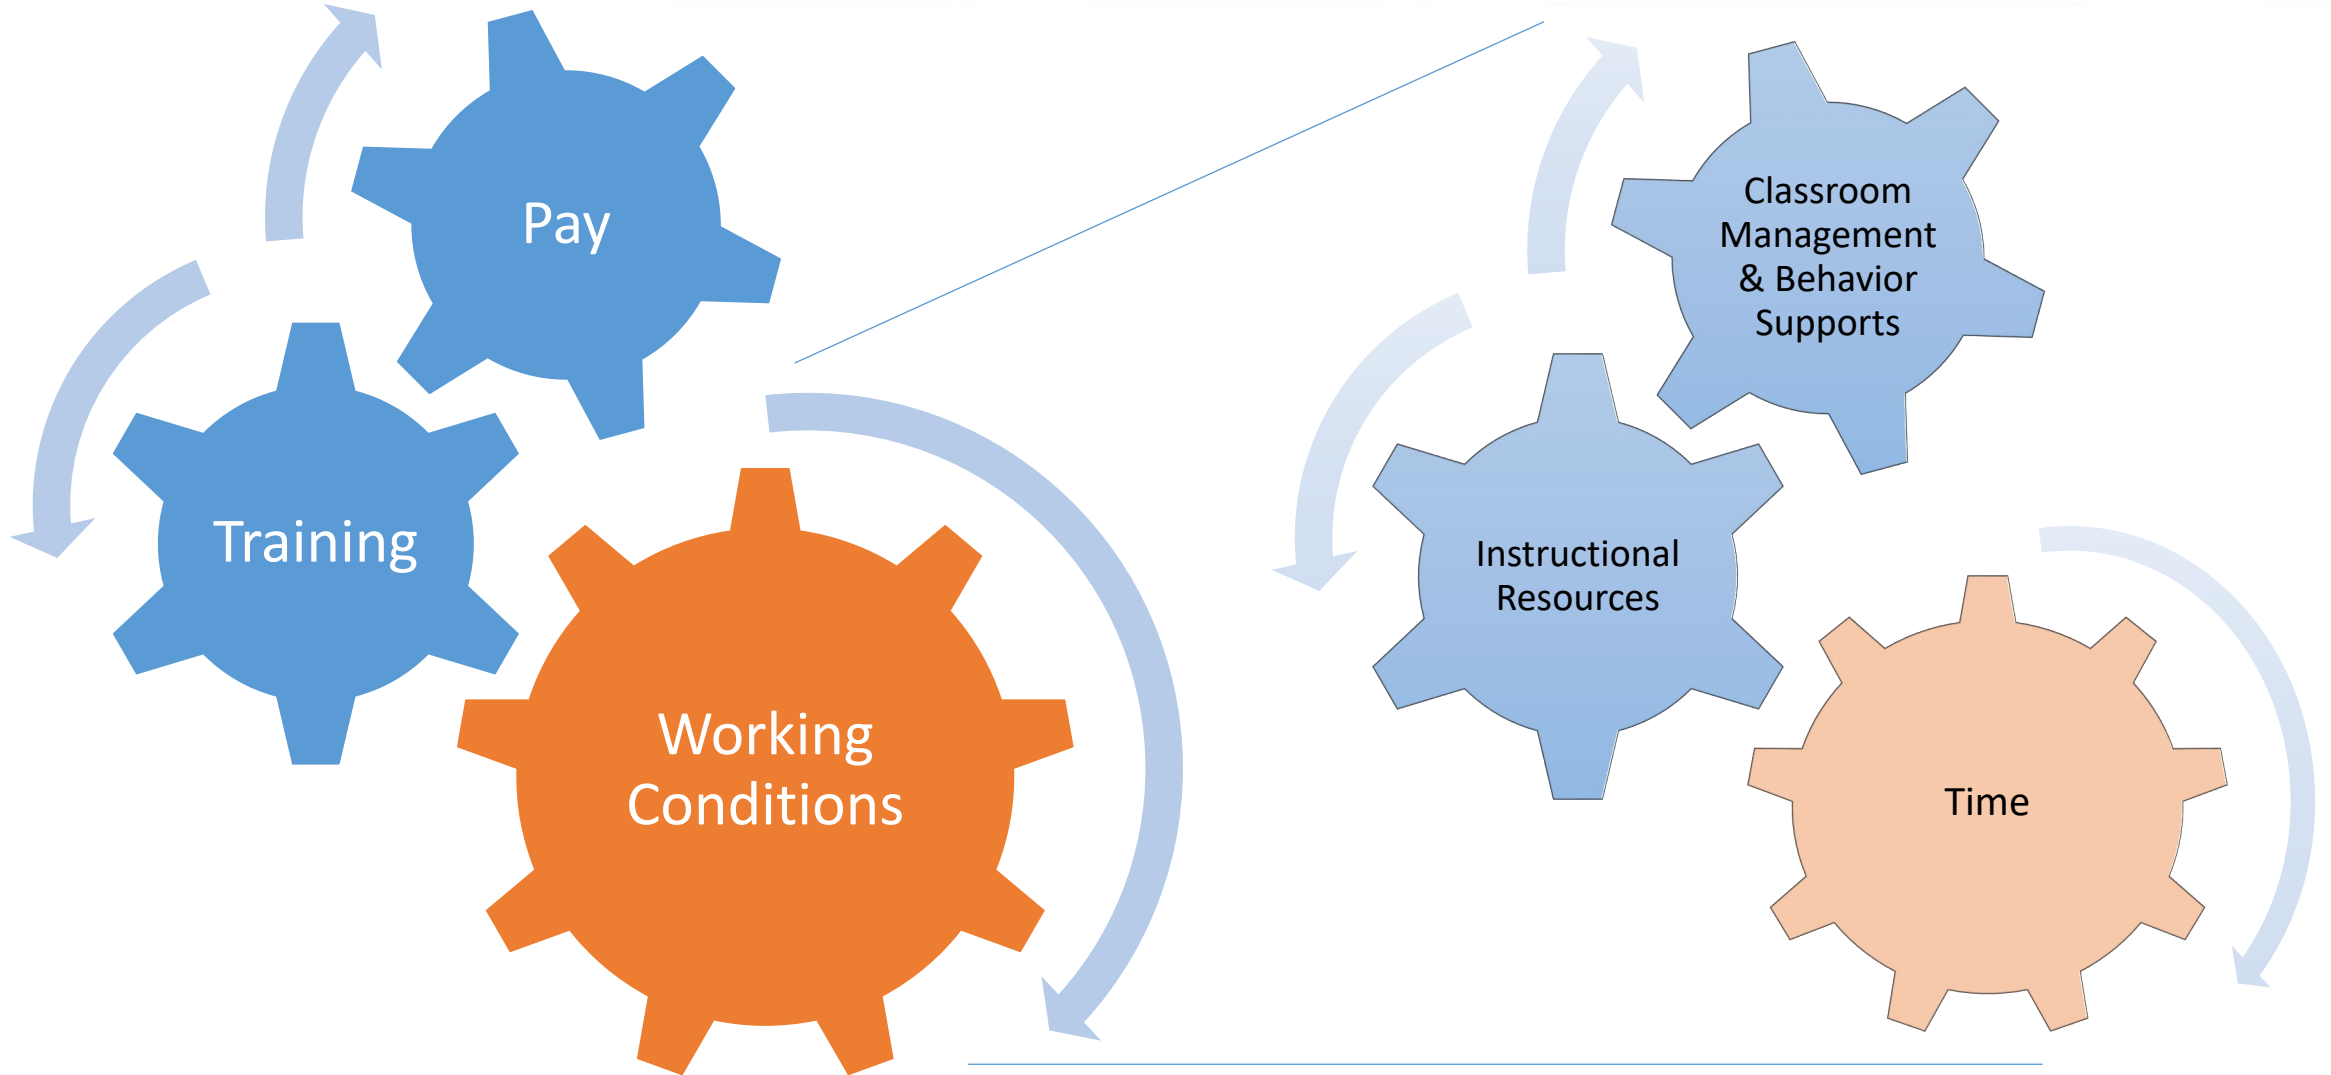 Pay
Training
Working
Conditions
Classroom
Management
& Behavior
Supports
Instructional
Resources
Time